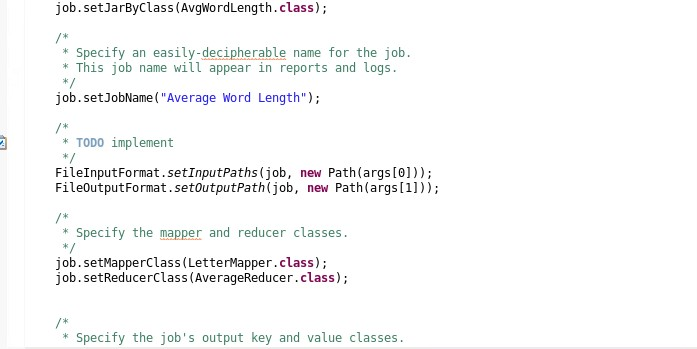 job.setJarByClass(AvgWordLength.class);
/*
* Specify an easily-decipherable name for the job.
* This job name will appear in reports and logs.
*/
job.setJobName("Average Word Length");
/*
* TODO implement
*/
FileInputFormat.setInputPaths(job, new Path(args[0]));
FileOutputFormat.setOutputPath(job, new Path(args[1]));
/*
* Specify the mapper and reducer classes.
*/
job.setMapperClass(LetterMapper.class);
job.setReducerClass(AverageReducer.class);
/*
* Specify the job's output key and value classes.